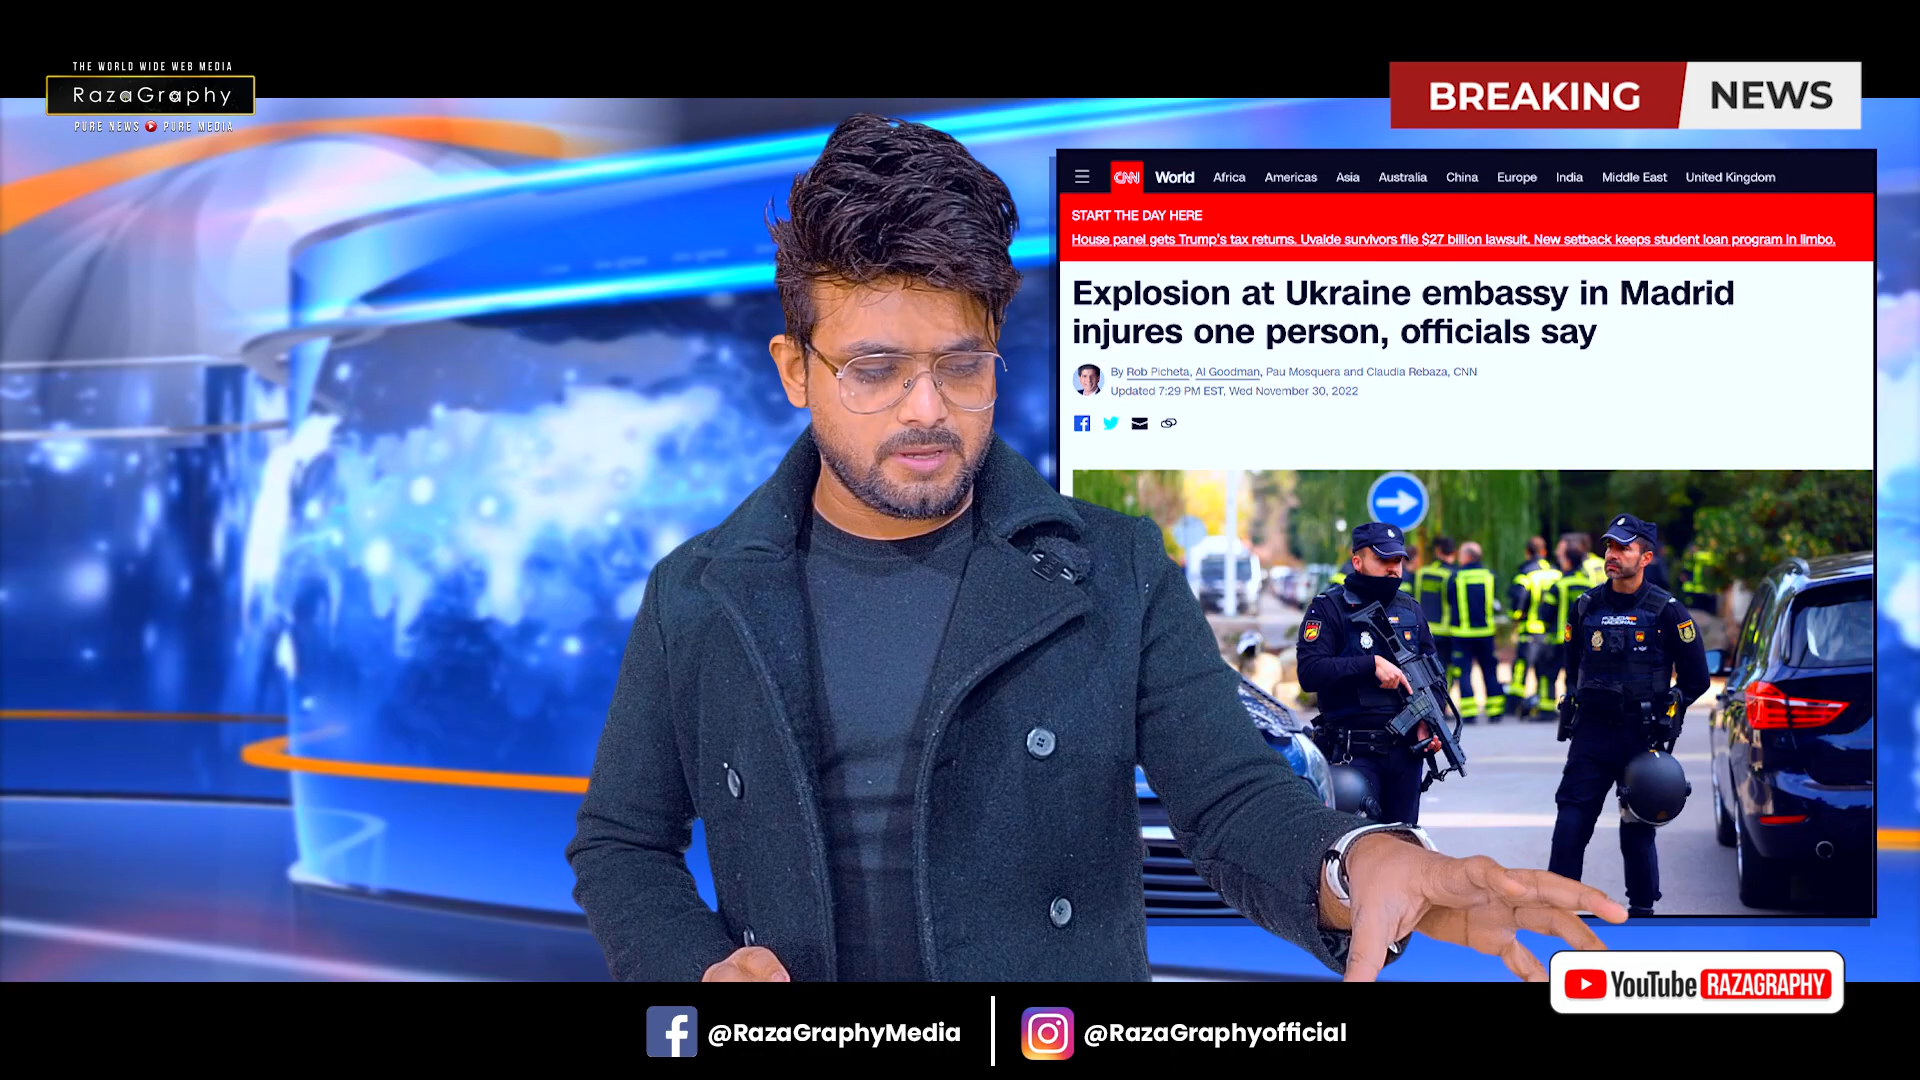 THE WORLD WIDE WEB MEDIA
RazaGraphy
PURE NEWS PURE MEDIA
BREAKING NEWS
CNN World Africa Americas Asia Australia China Europe India Middle East United Kingdom
START THE DAY HERE
House panel gets Trump's tax returns. Uvalde survivors file $27 billion lawsuit. New setback keeps student loan program in limbo.
Explosion at Ukraine embassy in Madrid
injures one person, officials say
By Rob Picheta, Al Goodman, Pau Mosquera and Claudia Rebaza, CNN
Updated 7:29 PM EST, Wed November 30, 2022
POLICIA
NACIONAL
YouTube RAZAGRAPHY
@RazaGraphyMedia
@RazaGraphyofficial